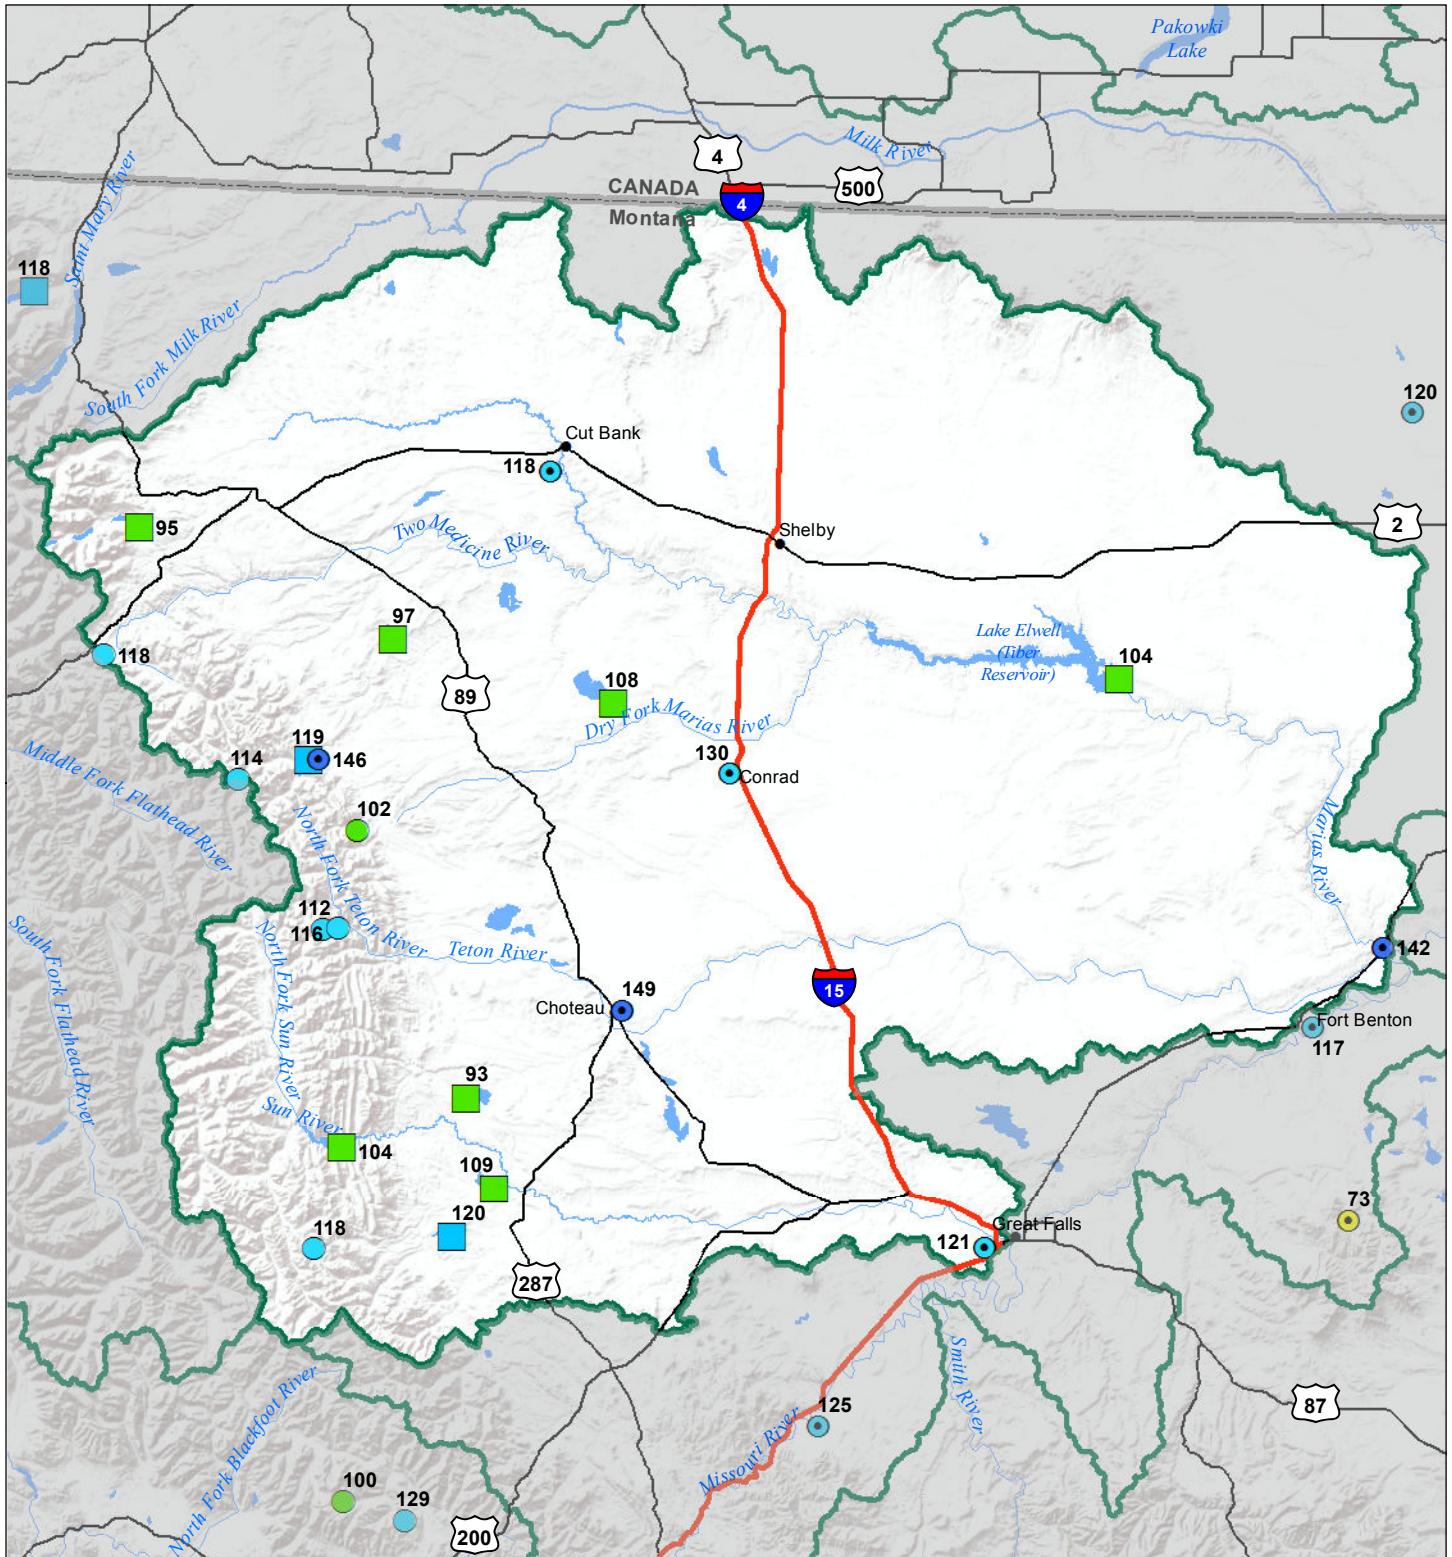 Pakowki
Lake
Milk River
4
500
CANADA
4
Montana
Saint Mary River
118
South Fork Milk River
120
Cut Bank
118
95
Two Medicine River
Shelby
2
97
118
Lake Elwell
(Tiber
Reservoir)
104
89
108
Dry Fork Marias River
119
146
114
130
Conrad
Middle Fork Flathead River
102
North Fork Teton River
Marias River
112
116
South Fork Flathead River
North Fork Sun River
Teton River
142
15
149
Choteau
Fort Benton
117
93
Sun River
104
109
120
118
73
Great Falls
121
287
Smith River
87
North Fork Blackfoot River
125
Missouri River
100
129
200